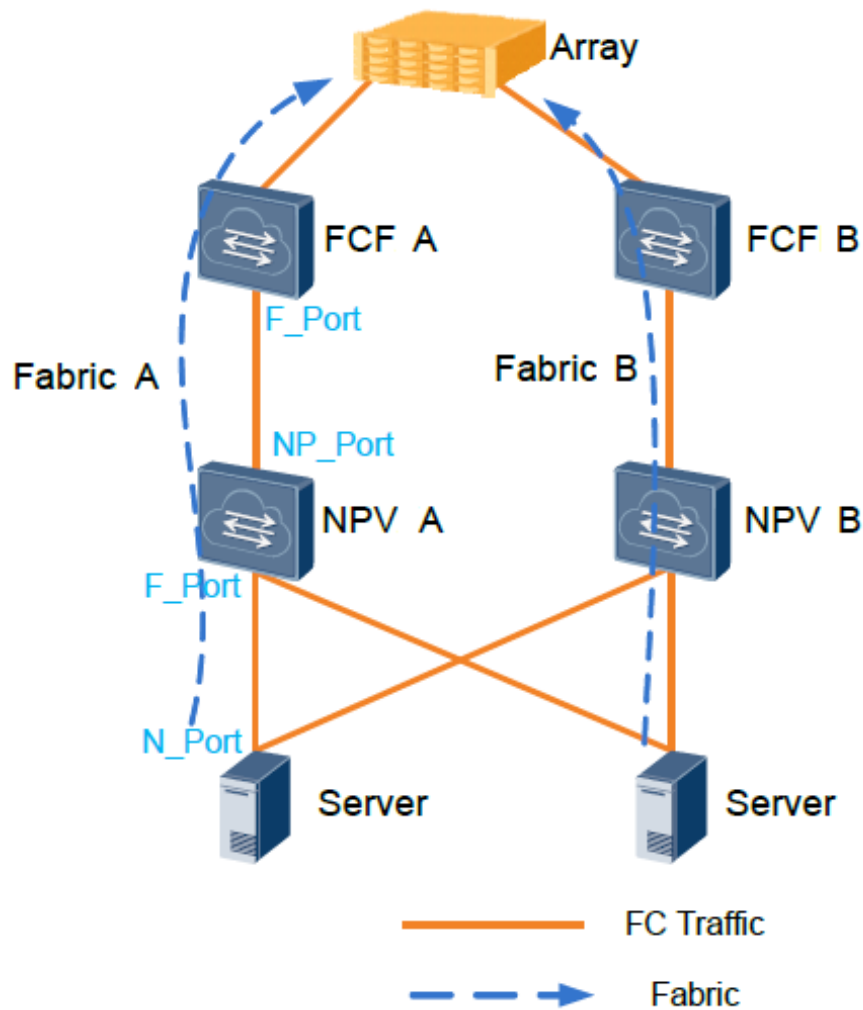 Array
FCF A
FCF B
F_Port
Fabric A
Fabric B
NP_Port
NPV A
NPV B
F_Port
N_Port
Server
Server
FC Traffic
Fabric